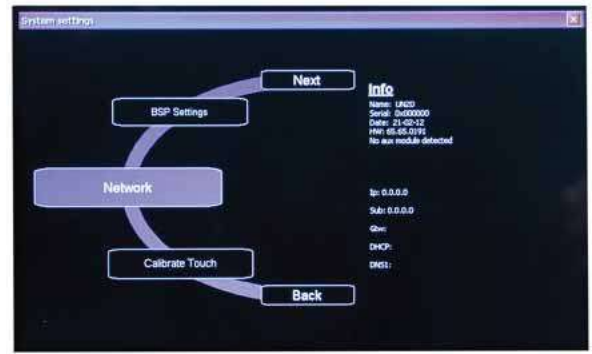 System settings
Next
BSP Settings
Network
Calibrate Touch
Back
Info
Name: UN20
Serial: 0x000000
Date: 21-02-12
HW: 65.65.0191
No aux module detected
Ip: 0.0.0.0
Sub: 0.0.0.0
Gtw:
DHCP:
DNS1: